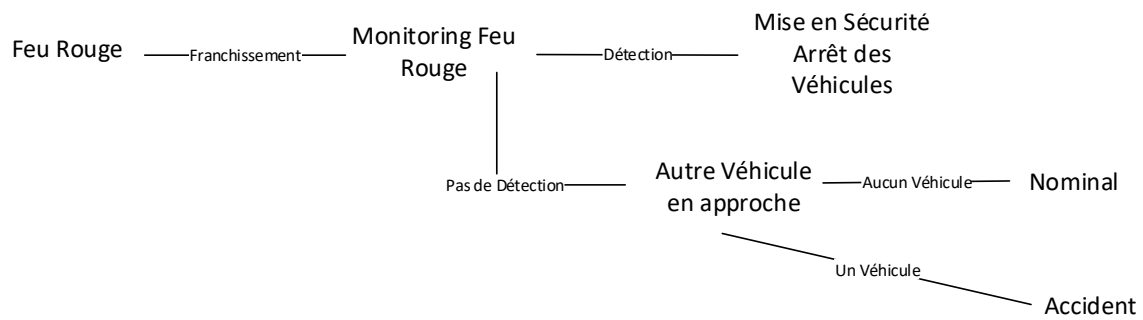 Feu Rouge
Franchissement
Monitoring Feu
Rouge
Détection
Mise en Sécurité
Arrêt des
Véhicules
Pas de Détection
Autre Véhicule
en approche
Aucun Véhicule
Nominal
Un Véhicule
Accident